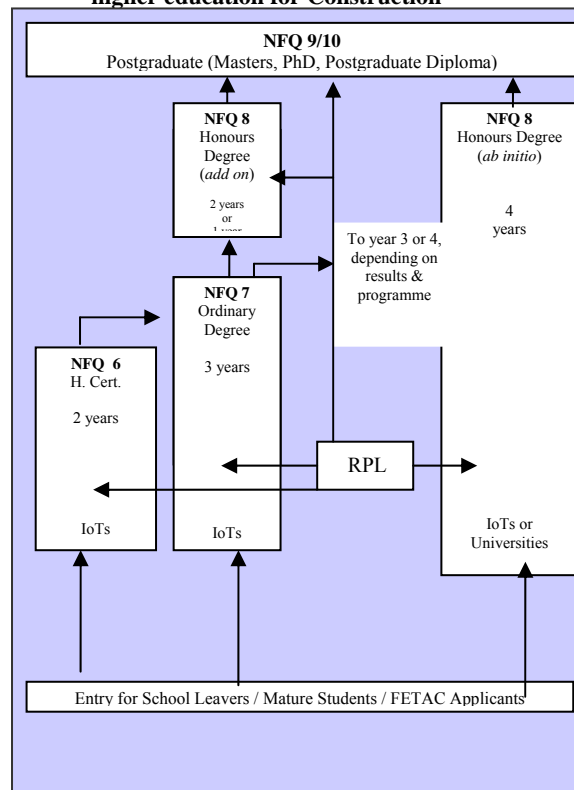 higher education for Construction
NFQ 9/10
Postgraduate (Masters, PhD, Postgraduate Diploma)
NFQ 8
Honours
Degree
(add on)
2 years
or
1 year
NFQ 8
Honours Degree
(ab initio)
4
years
To year 3 or 4,
depending on
results &
programme
NFQ 7
Ordinary
Degree
3 years
NFQ 6
H. Cert.
2 years
RPL
IoTs
IoTs
IoTs or
Universities
Entry for School Leavers / Mature Students / FETAC Applicants